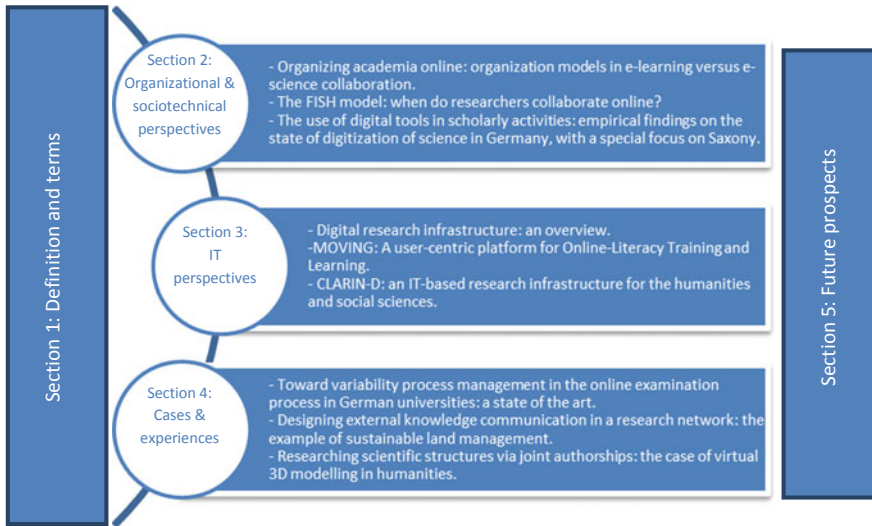 Section 1: Definition and terms
Section 2:
Organizational &
sociotechnical
perspectives
- Organizing academia online: organization models in e-learning versus e-
science collaboration.
- The FISH model: when do researchers collaborate online?
- The use of digital tools in scholarly activities: empirical findings on the
state of digitization of science in Germany, with a special focus on Saxony.
Section 3:
IT
perspectives
- Digital research infrastructure: an overview.
-MOVING: A user-centric platform for Online-Literacy Training and
Learning.
- CLARIN-D: an IT-based research infrastructure for the humanities
and social sciences.
Section 4:
Cases &
experiences
- Toward variability process management in the online examination
process in German universities: a state of the art.
- Designing external knowledge communication in a research network: the
example of sustainable land management.
- Researching scientific structures via joint authorships: the case of virtual
3D modelling in humanities.
Section 5: Future prospects